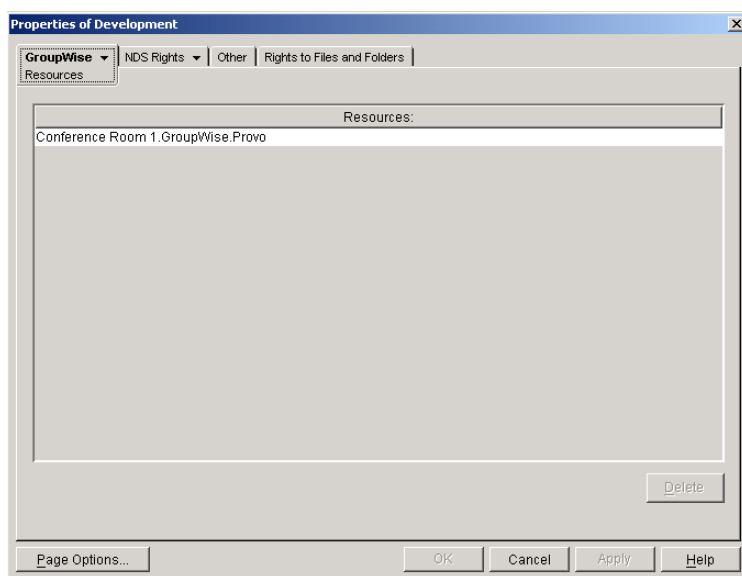 Properties of Development
GroupWise NDS Rights Other Rights to Files and Folders
Resources
Resources:
Conference Room 1.GroupWise.Provo
Delete
Page Options... OK Cancel Apply Help